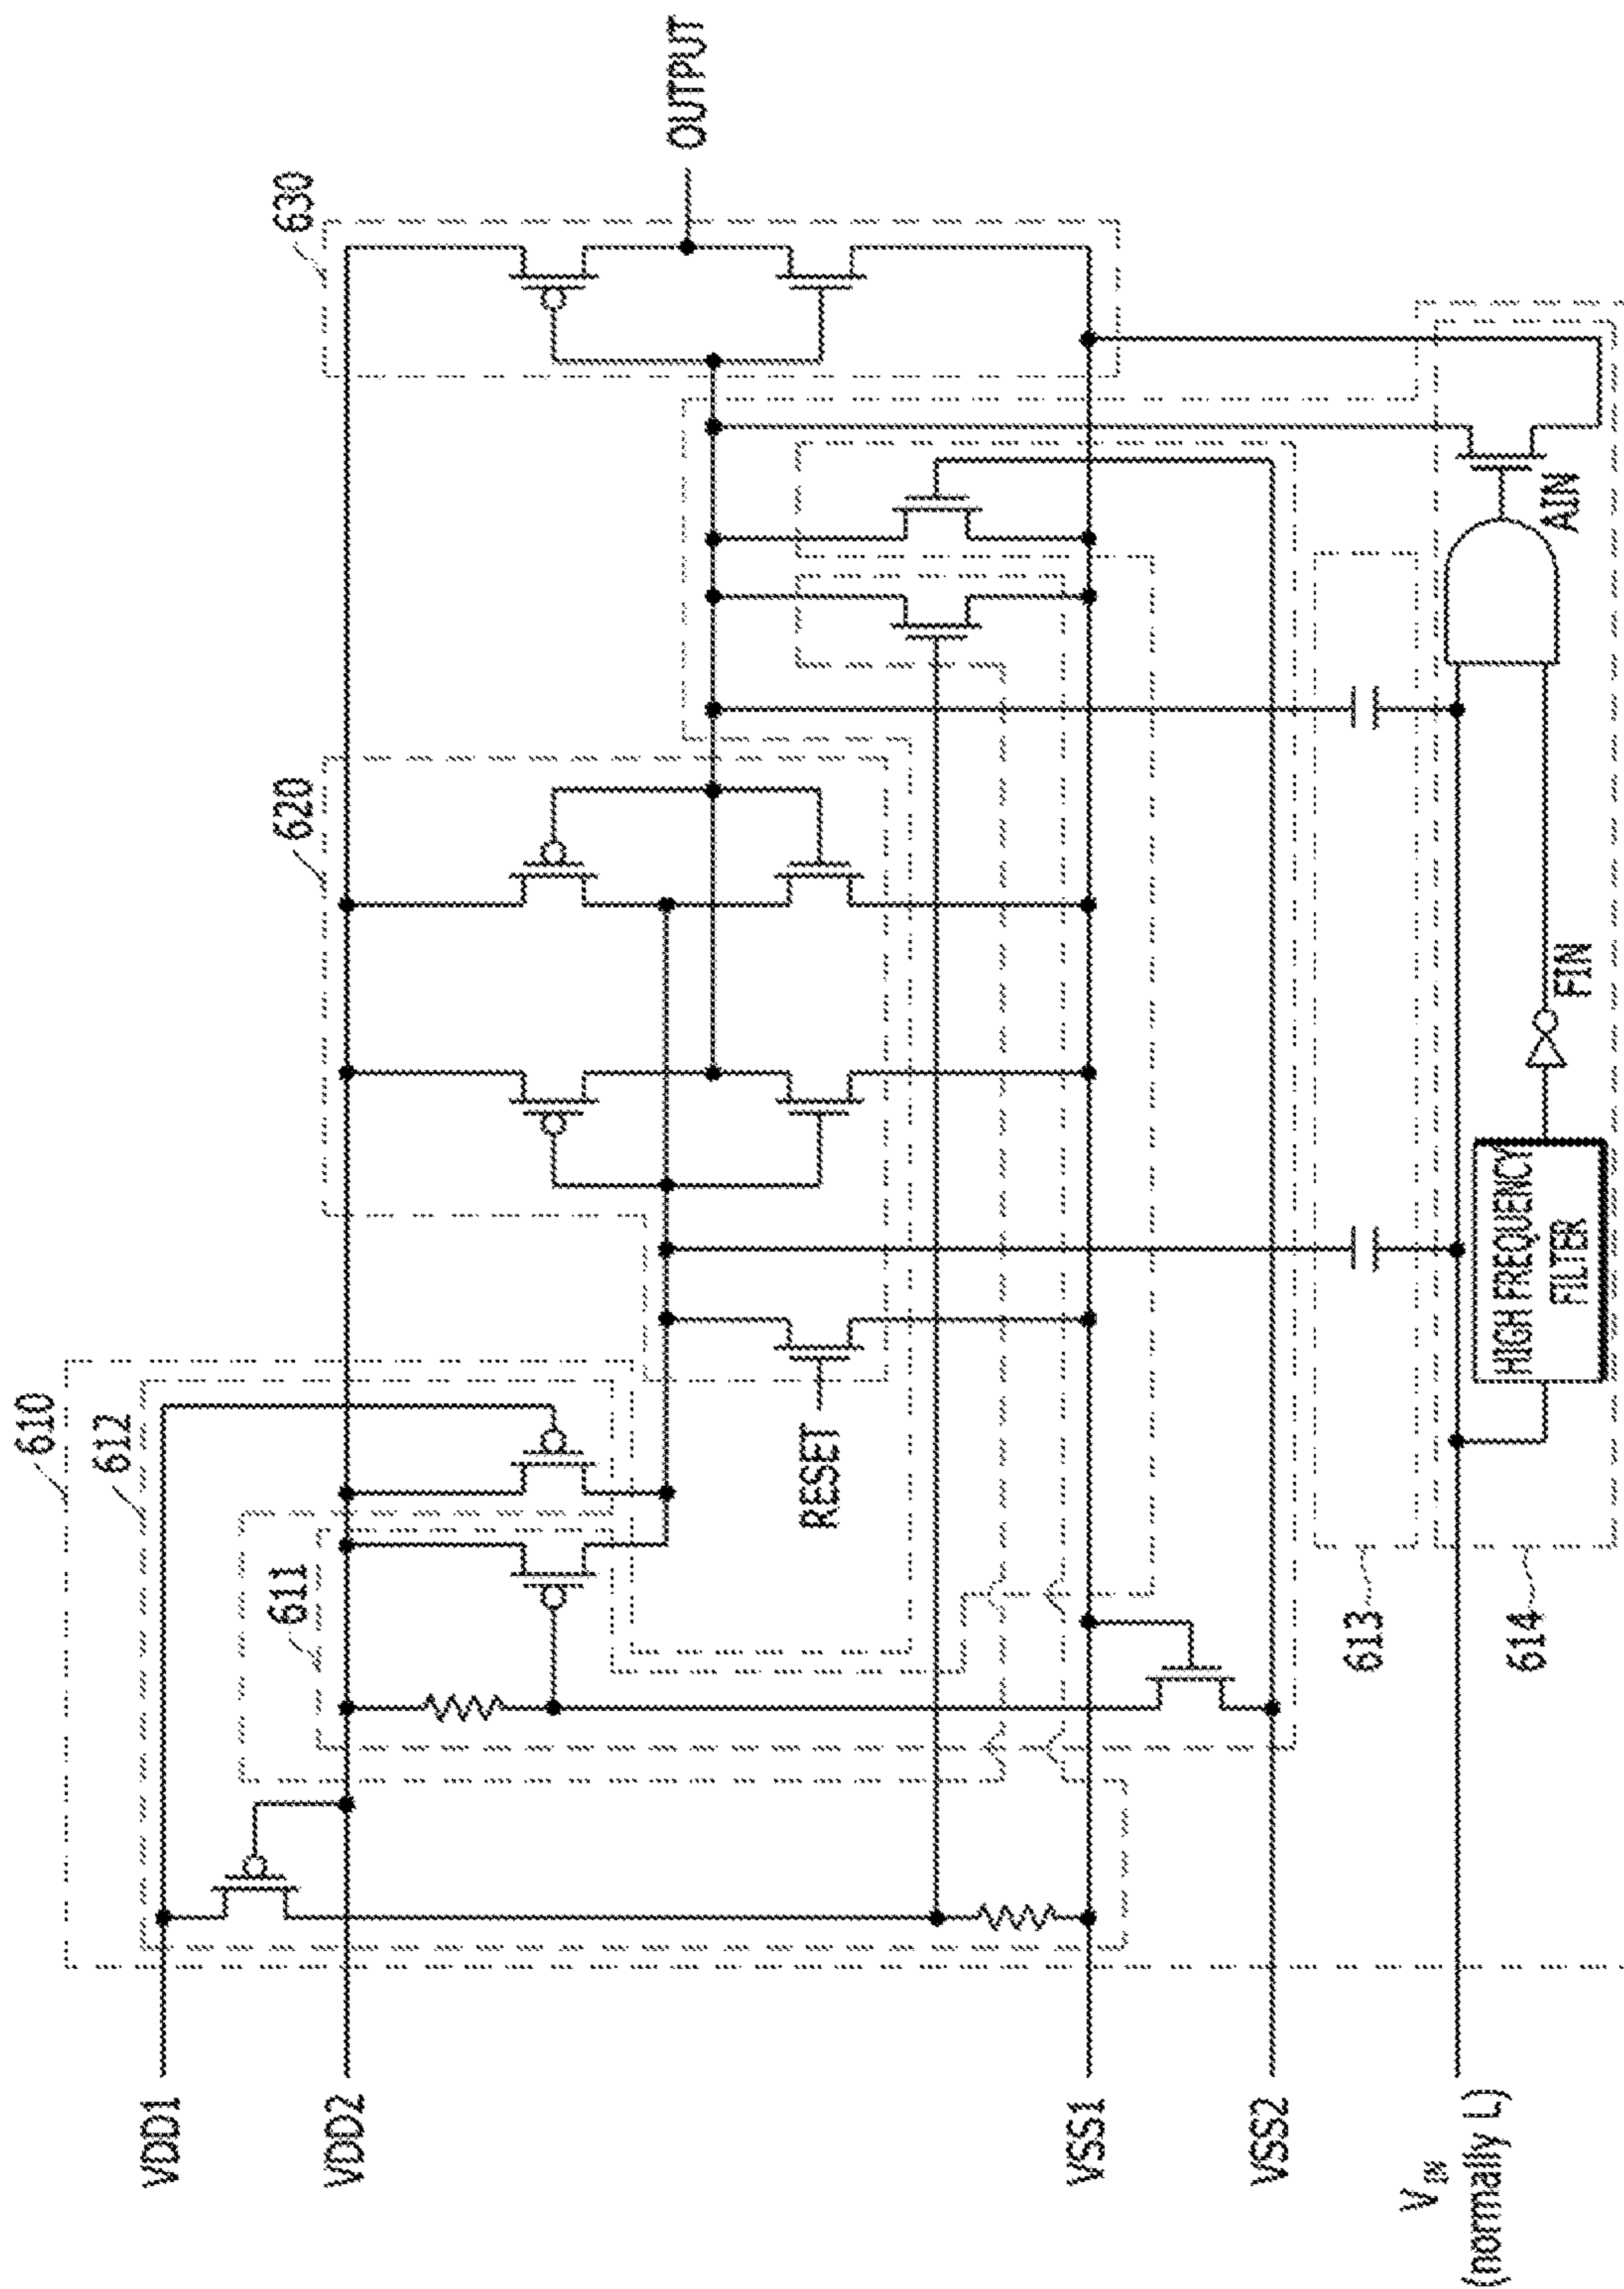 610
612
611
620
630
VDD1
VDD2
VSS1
VSS2
V IN
(normally L)
RESET
OUTPUT
613
614
HIGH FREQUENCY
FILTER
FIN
AIN